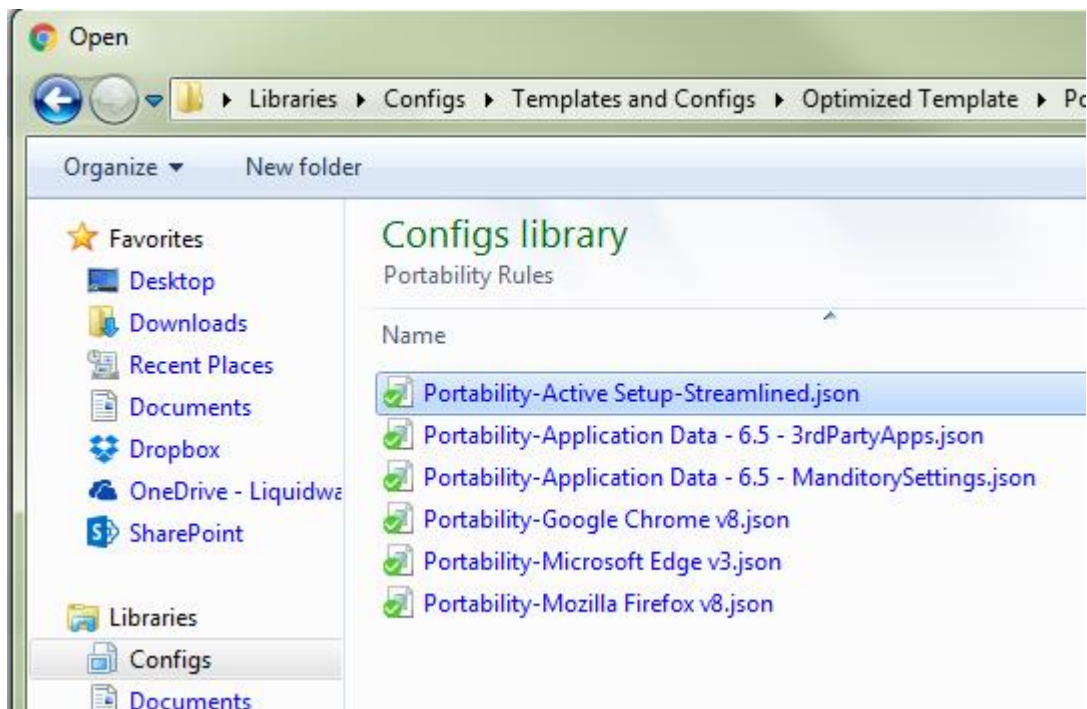 Open
Libraries Configs Templates and Configs Optimized Template Po
Organize New folder
Favorites
Desktop
Downloads
Recent Places
Documents
Dropbox
OneDrive - Liquidwa
SharePoint
Libraries
Configs
Documents
Configs library
Portability Rules
Name
Portability-Active Setup-Streamlined.json
Portability-Application Data - 6.5 - 3rdPartyApps.json
Portability-Application Data - 6.5 - ManditorySettings.json
Portability-Google Chrome v8.json
Portability-Microsoft Edge v3.json
Portability-Mozilla Firefox v8.json